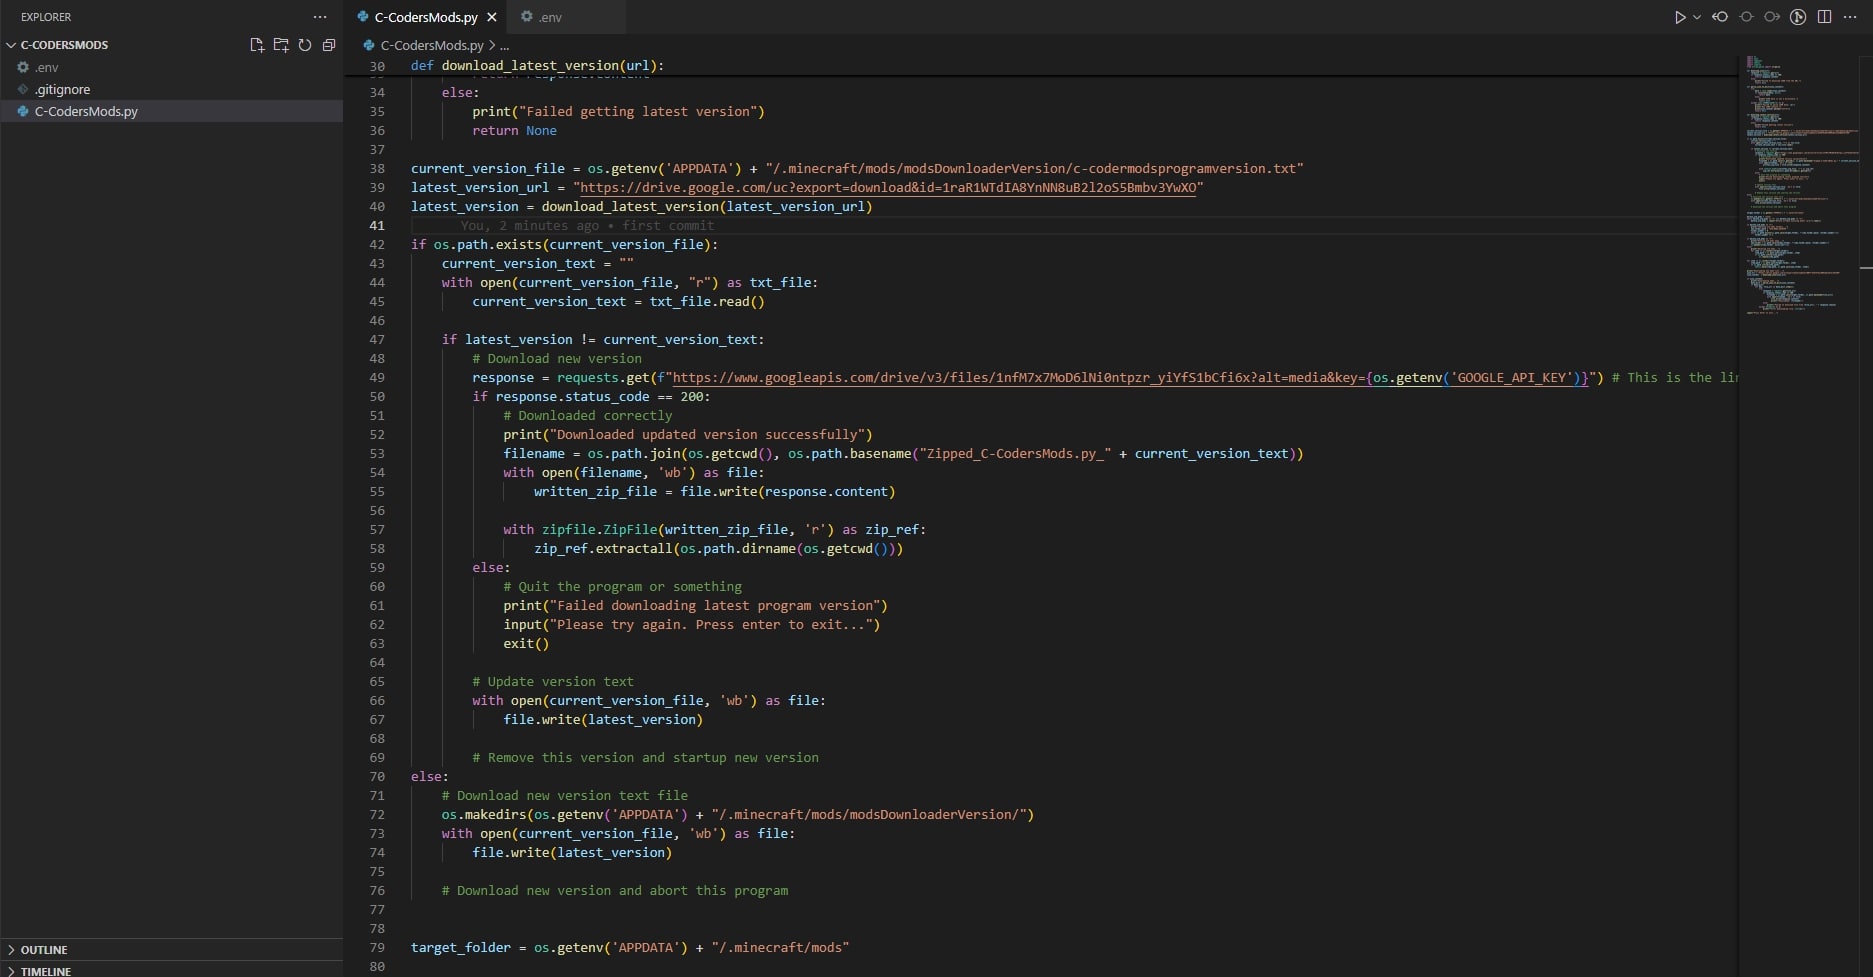 EXPLORER
C-CODERSMODS
.env
.gitignore
C-CodersMods.py
OUTLINE
TIMELINE
C-CodersMods.py
.env
C-CodersMods.py > ...
30 def download_latest_version(url):
34 else:
35 print("Failed getting latest version")
36 return None
37
38 current_version_file = os.getenv('APPDATA') + "/.minecraft/mods/modsDownloaderVersion/c-codermodsprogramversion.txt"
39 latest_version_url = "https://drive.google.com/uc?export=download&id=1raR1WTdIA8YnNN8uB2l2oS5Bmbv3YwXO"
40 latest_version = download_latest_version(latest_version_url)
41 You, 2 minutes ago • first commit
42 if os.path.exists(current_version_file):
43 current_version_text = ""
44 with open(current_version_file, "r") as txt_file:
45 current_version_text = txt_file.read()
46
47 if latest_version != current_version_text:
48 # Download new version
49 response = requests.get(f"https://www.googleapis.com/drive/v3/files/1nfM7x7MoD6lNi0ntpzr_yiYfS1bCfi6x?alt=media&key={os.getenv('GOOGLE_API_KEY')}") # This is the lin
50 if response.status_code == 200:
51 # Downloaded correctly
52 print("Downloaded updated version successfully")
53 filename = os.path.join(os.getcwd(), os.path.basename("Zipped_C-CodersMods.py_" + current_version_text))
54 with open(filename, 'wb') as file:
55 written_zip_file = file.write(response.content)
56
57 with zipfile.ZipFile(written_zip_file, 'r') as zip_ref:
58 zip_ref.extractall(os.path.dirname(os.getcwd()))
59 else:
60 # Quit the program or something
61 print("Failed downloading latest program version")
62 input("Please try again. Press enter to exit...")
63 exit()
64
65 # Update version text
66 with open(current_version_file, 'wb') as file:
67 file.write(latest_version)
68
69 # Remove this version and startup new version
70 else:
71 # Download new version text file
72 os.makedirs(os.getenv('APPDATA') + "/.minecraft/mods/modsDownloaderVersion/")
73 with open(current_version_file, 'wb') as file:
74 file.write(latest_version)
75
76 # Download new version and abort this program
77
78
79 target_folder = os.getenv('APPDATA') + "/.minecraft/mods"
80